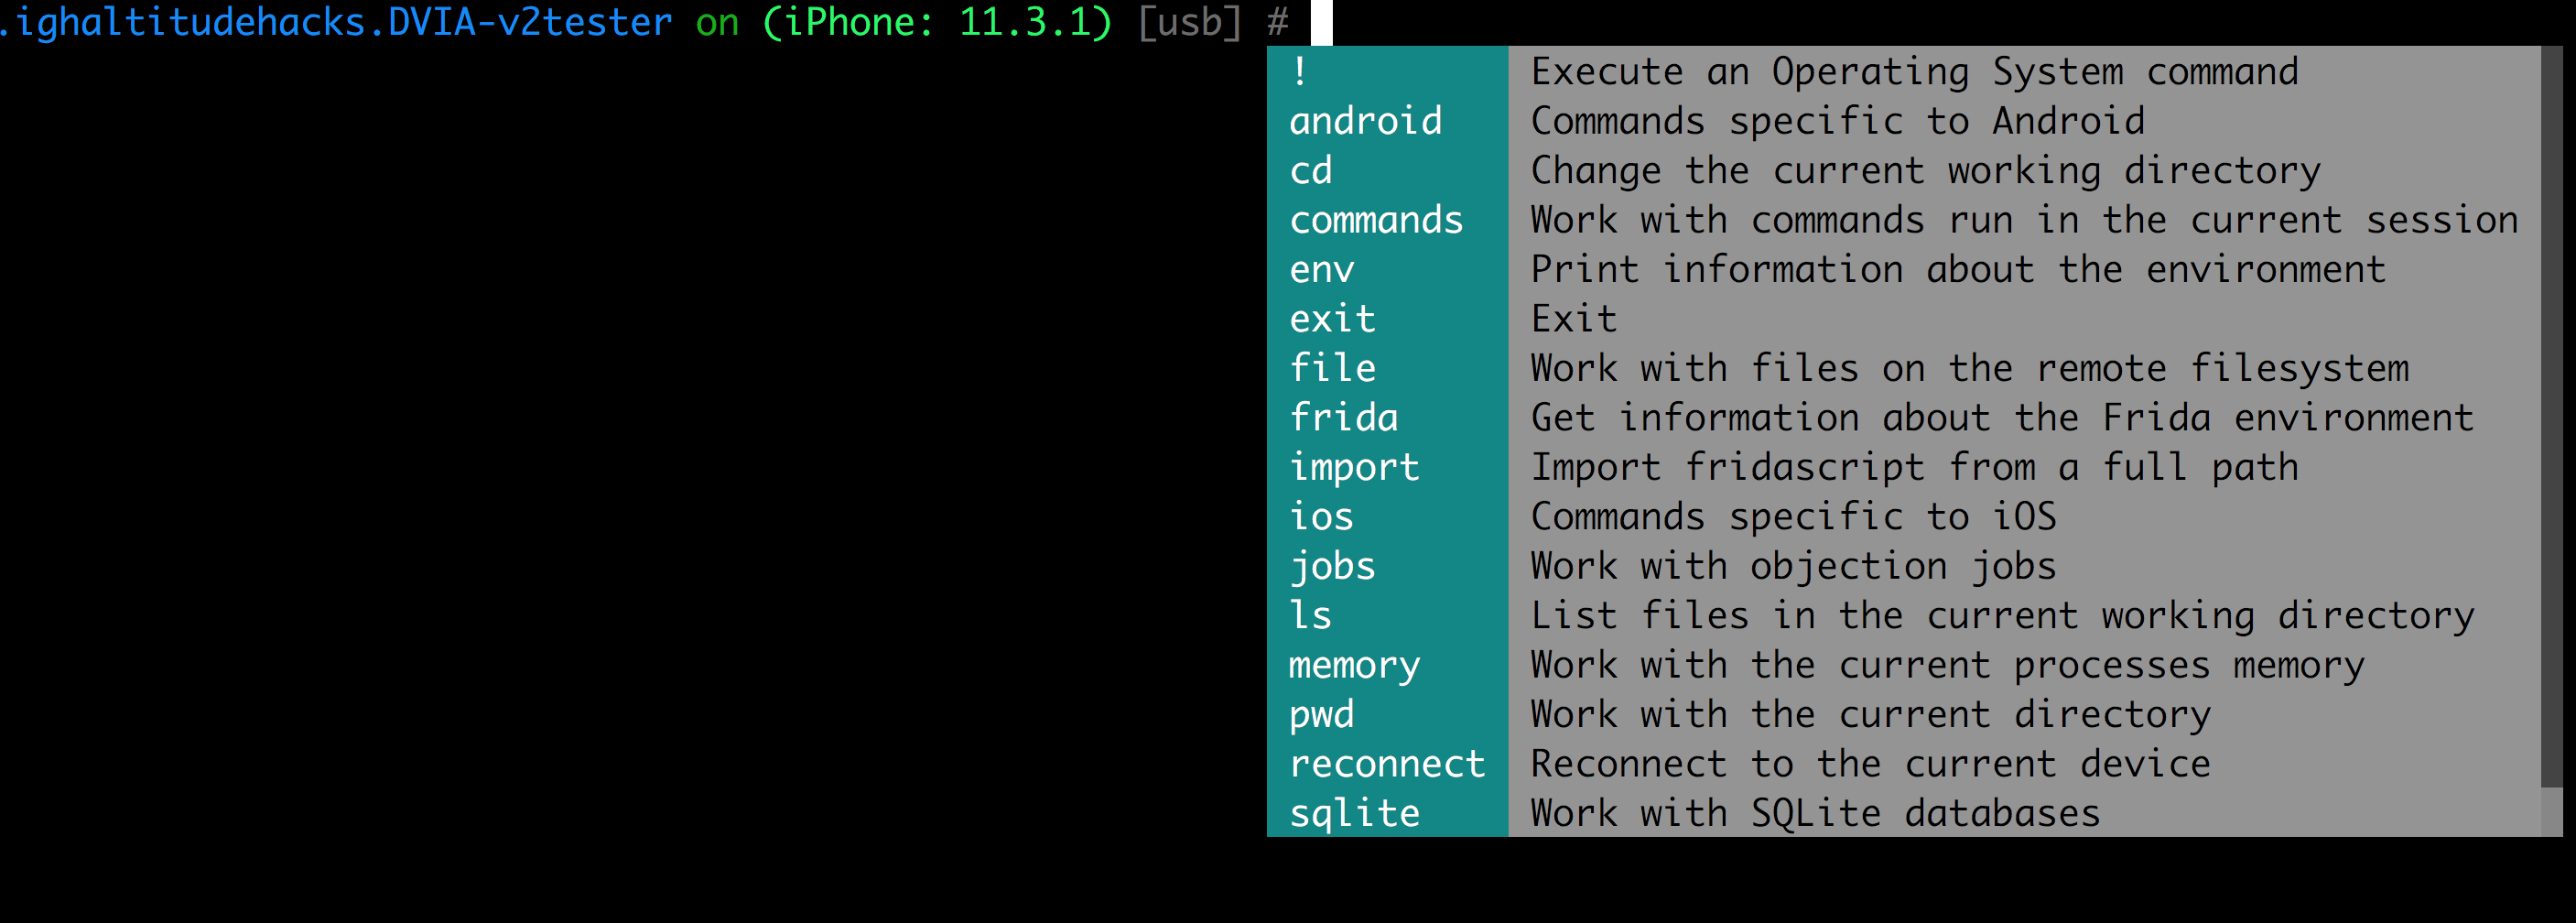 .ighaltitudehacks.DVIA-v2tester on (iPhone: 11.3.1) [usb] #
! Execute an Operating System command
android Commands specific to Android
cd Change the current working directory
commands Work with commands run in the current session
env Print information about the environment
exit Exit
file Work with files on the remote filesystem
frida Get information about the Frida environment
import Import fridascript from a full path
ios Commands specific to iOS
jobs Work with objection jobs
ls List files in the current working directory
memory Work with the current processes memory
pwd Work with the current directory
reconnect Reconnect to the current device
sqlite Work with SQLite databases